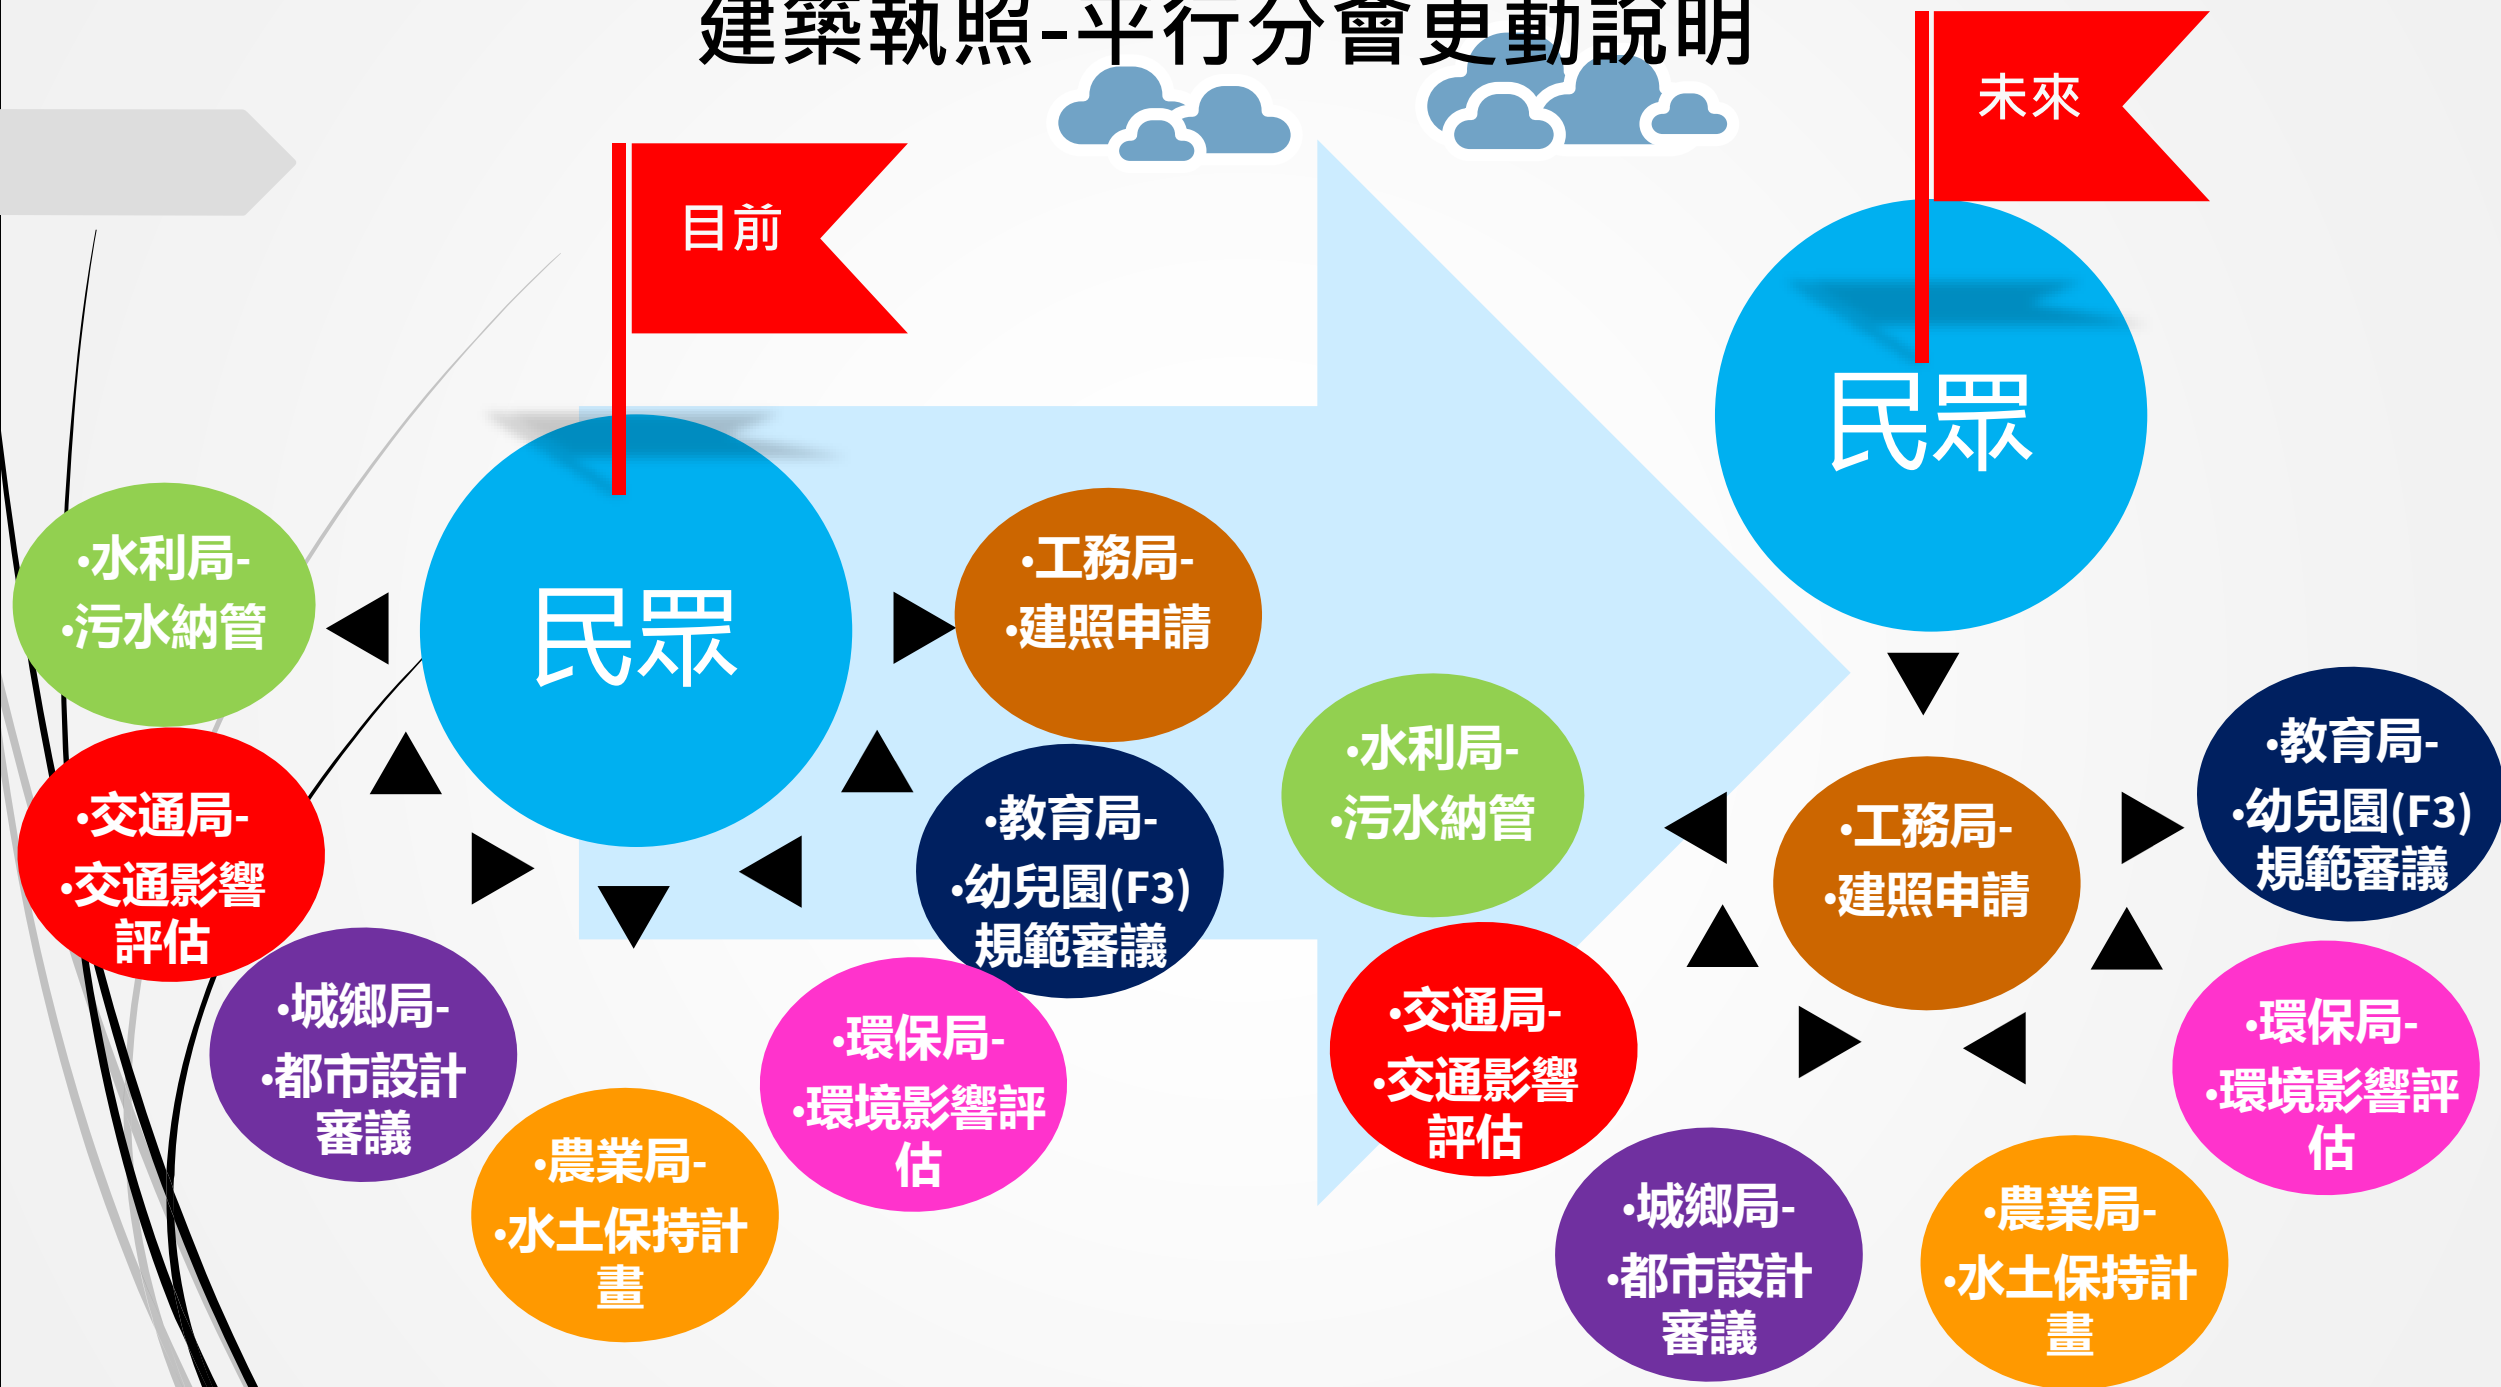 建築執照-平行分會更動說明
目前
未來
民眾
民眾
•水利局-
•污水納管
•工務局-
•建照申請
•交通局-
•交通影響
評估
•教育局-
•幼兒園(F3)
規範審議
•城鄉局-
•都市設計
審議
•環保局-
•環境影響評
估
•農業局-
•水土保持計
畫
•水利局-
•污水納管
•工務局-
•建照申請
•教育局-
•幼兒園(F3)
規範審議
•交通局-
•交通影響
評估
•環保局-
•環境影響評
估
•城鄉局-
•都市設計
審議
•農業局-
•水土保持計
畫